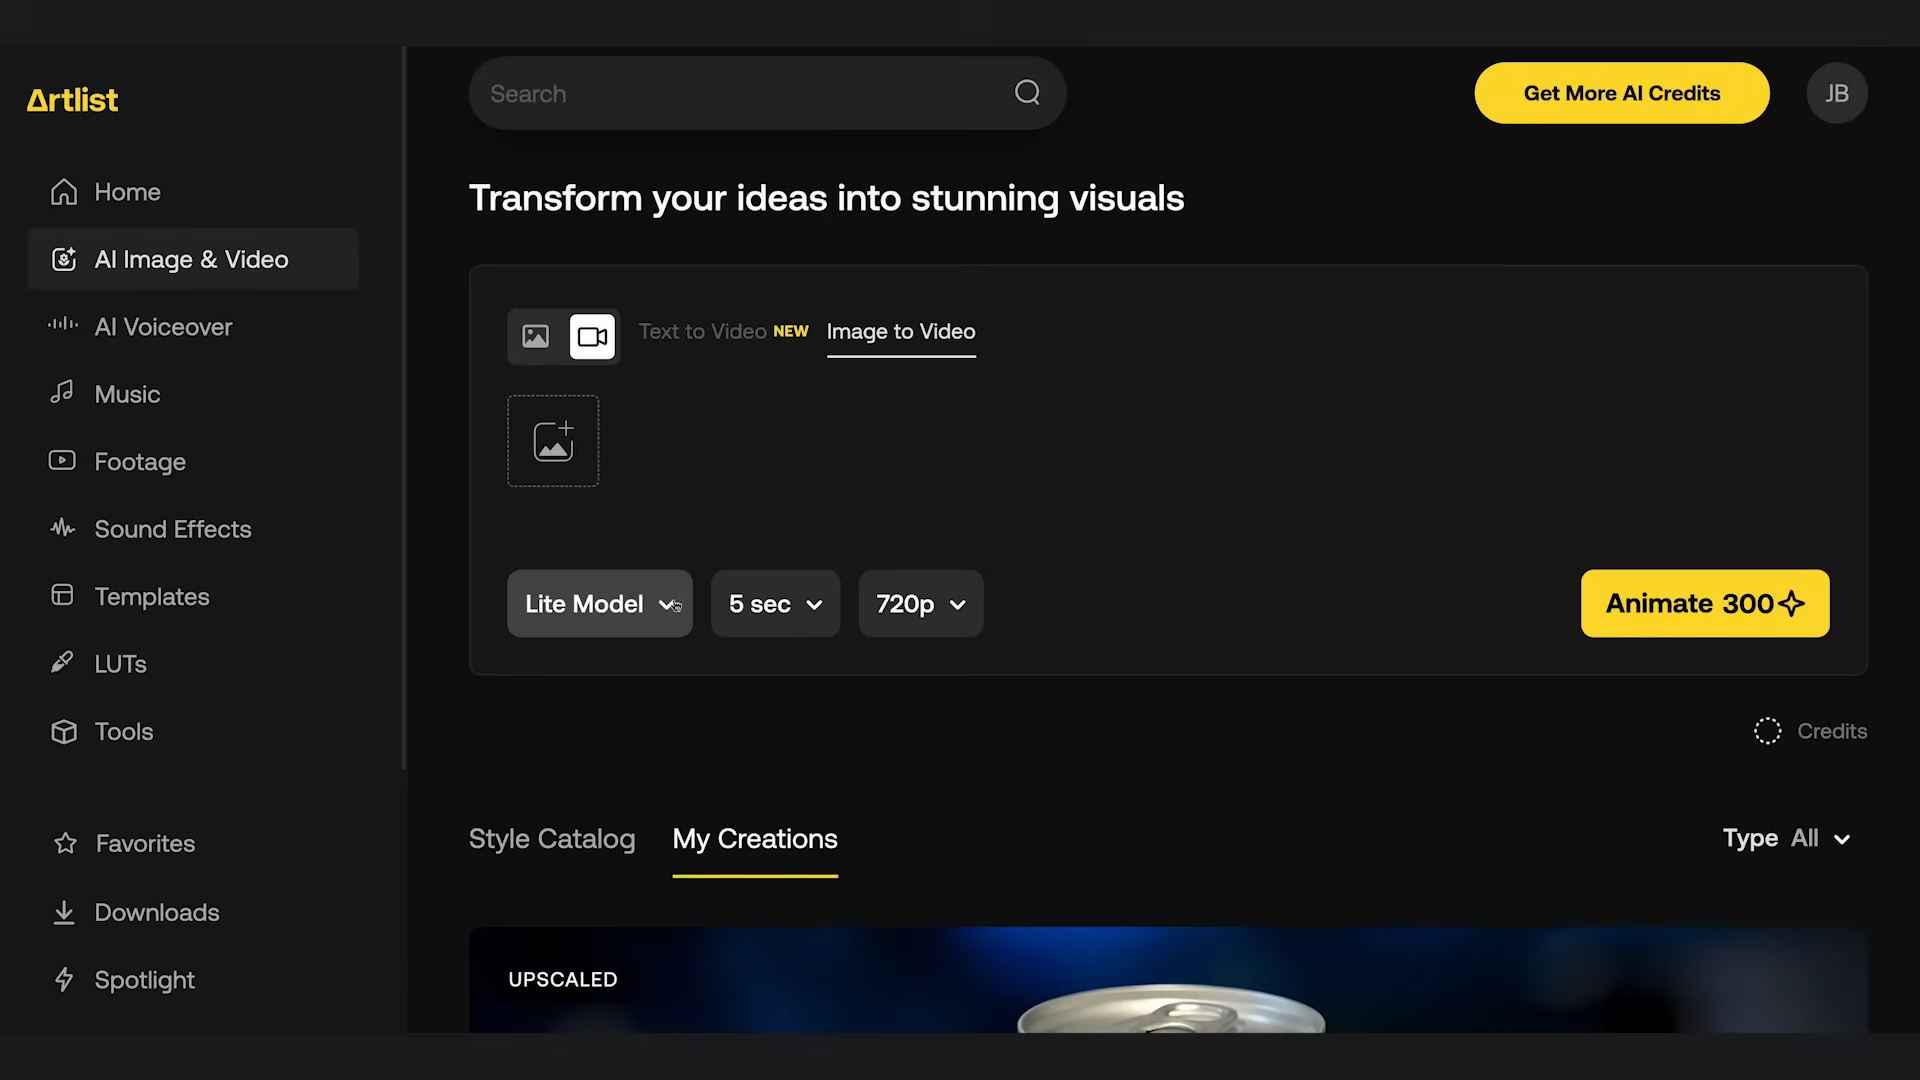 Artlist
Search
Get More AI Credits
JB
Home
AI Image & Video
AI Voiceover
Music
Footage
Sound Effects
Templates
LUTs
Tools
Favorites
Downloads
Spotlight
Transform your ideas into stunning visuals
Text to Video NEW Image to Video
Lite Model 5 sec 720p
Animate 300
Credits
Style Catalog My Creations
Type All
UPSCALED